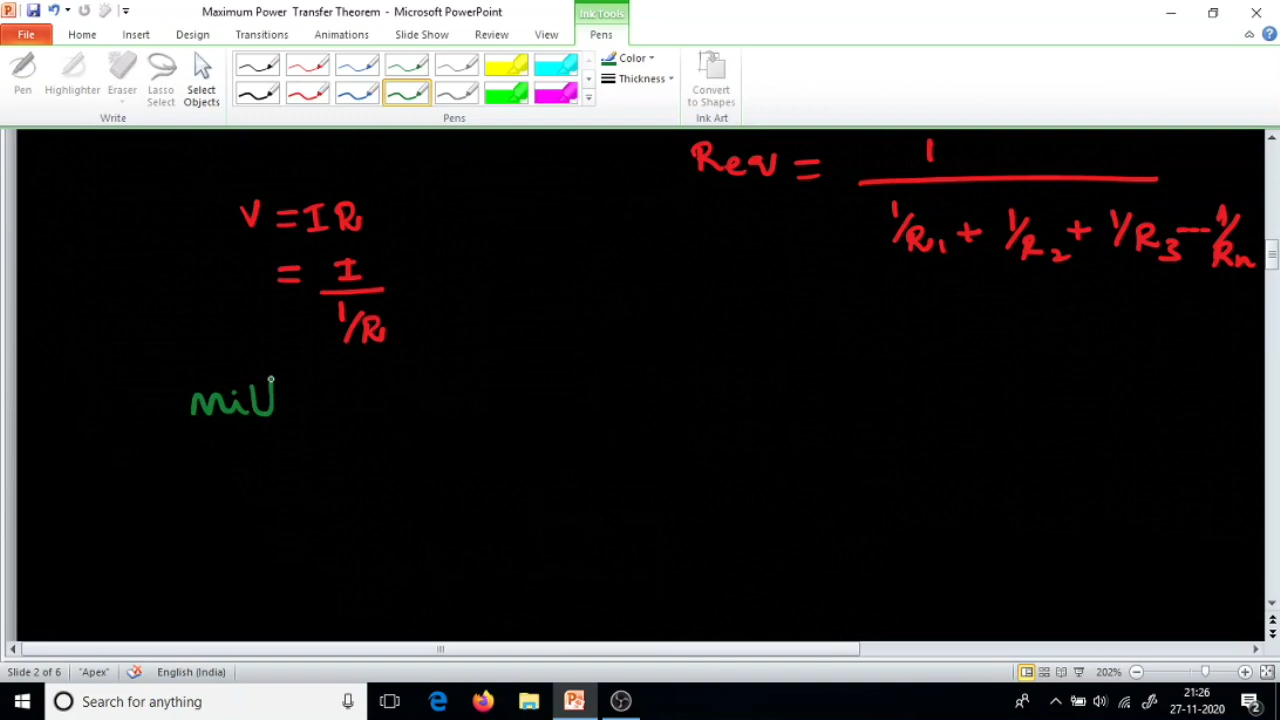 Maximum Power Transfer Theorem - Microsoft PowerPoint
Ink Tools
File Home Insert Design Transitions Animations Slide Show Review View Pens
Pen Highlighter Eraser Lasso Select Select Objects
Color
Thickness
Convert to Shapes
Write Pens Ink Art
Req = 1
1/R1 + 1/R2 + 1/R3 --- 1/Rn
V = IR
= I
1/R
miU
Slide 2 of 6 "Apex" English (India) 202%
Search for anything
21:26
27-11-2020
2